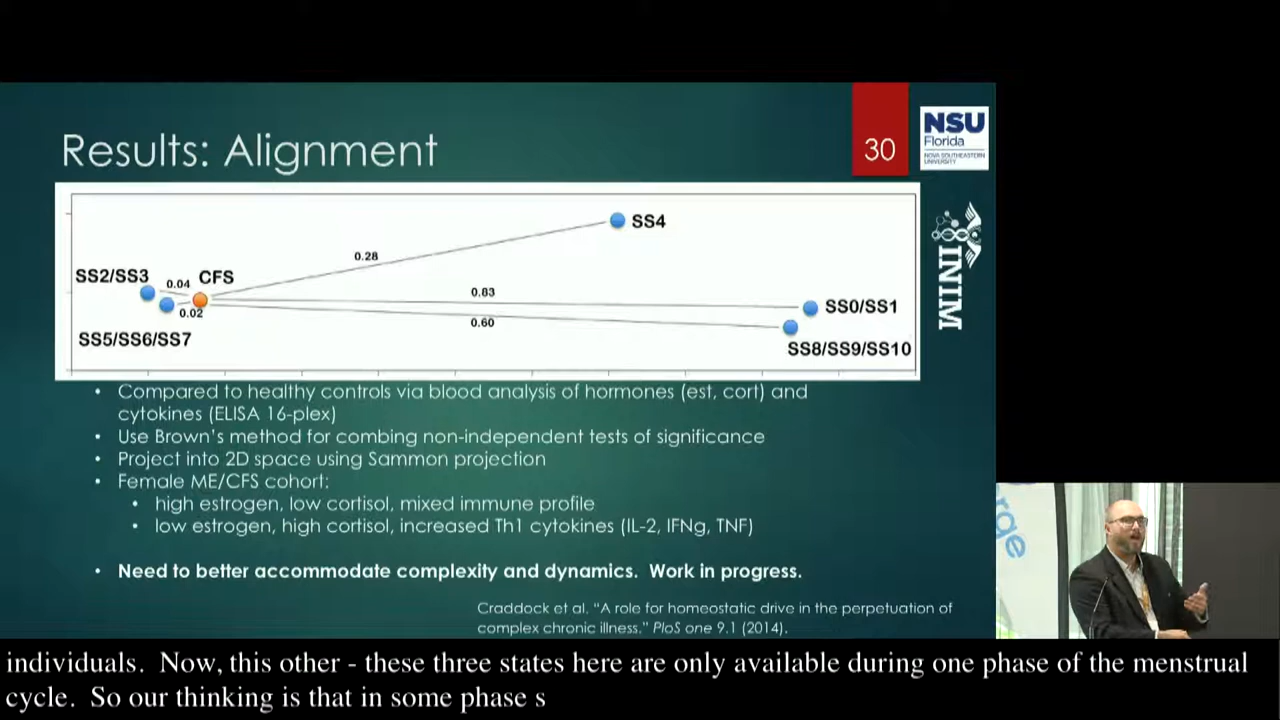 Results: Alignment
30
NSU
Florida
NOVA SOUTHEASTERN
UNIVERSITY
INIM
SS4
0.28
SS2/SS3
0.04
CFS
0.83
SS0/SS1
0.02
0.60
SS5/SS6/SS7
SS8/SS9/SS10
• Compared to healthy controls via blood analysis of hormones (est, cort) and
cytokines (ELISA 16-plex)
• Use Brown's method for combing non-independent tests of significance
• Project into 2D space using Sammon projection
• Female ME/CFS cohort:
• high estrogen, low cortisol, mixed immune profile
• low estrogen, high cortisol, increased Th1 cytokines (IL-2, IFNg, TNF)
• Need to better accommodate complexity and dynamics. Work in progress.
Craddock et al. "A role for homeostatic drive in the perpetuation of
complex chronic illness." PloS one 9.1 (2014).
individuals. Now, this other - these three states here are only available during one phase of the menstrual
cycle. So our thinking is that in some phase s